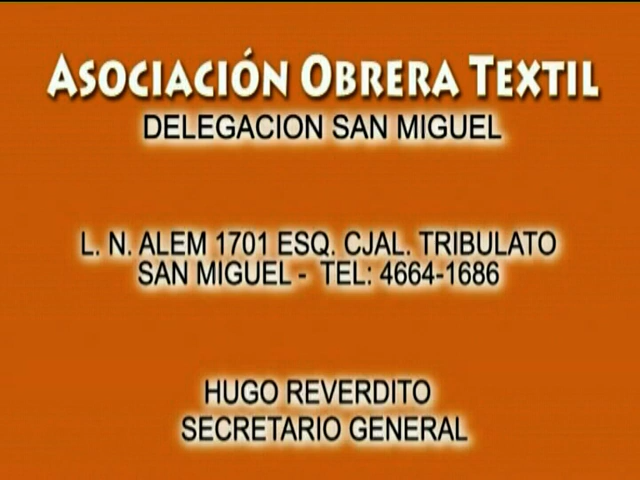 ASOCIACIÓN OBRERA TEXTIL
DELEGACION SAN MIGUEL
L. N. ALEM 1701 ESQ. CJAL. TRIBULATO
SAN MIGUEL - TEL: 4664-1686
HUGO REVERDITO
SECRETARIO GENERAL